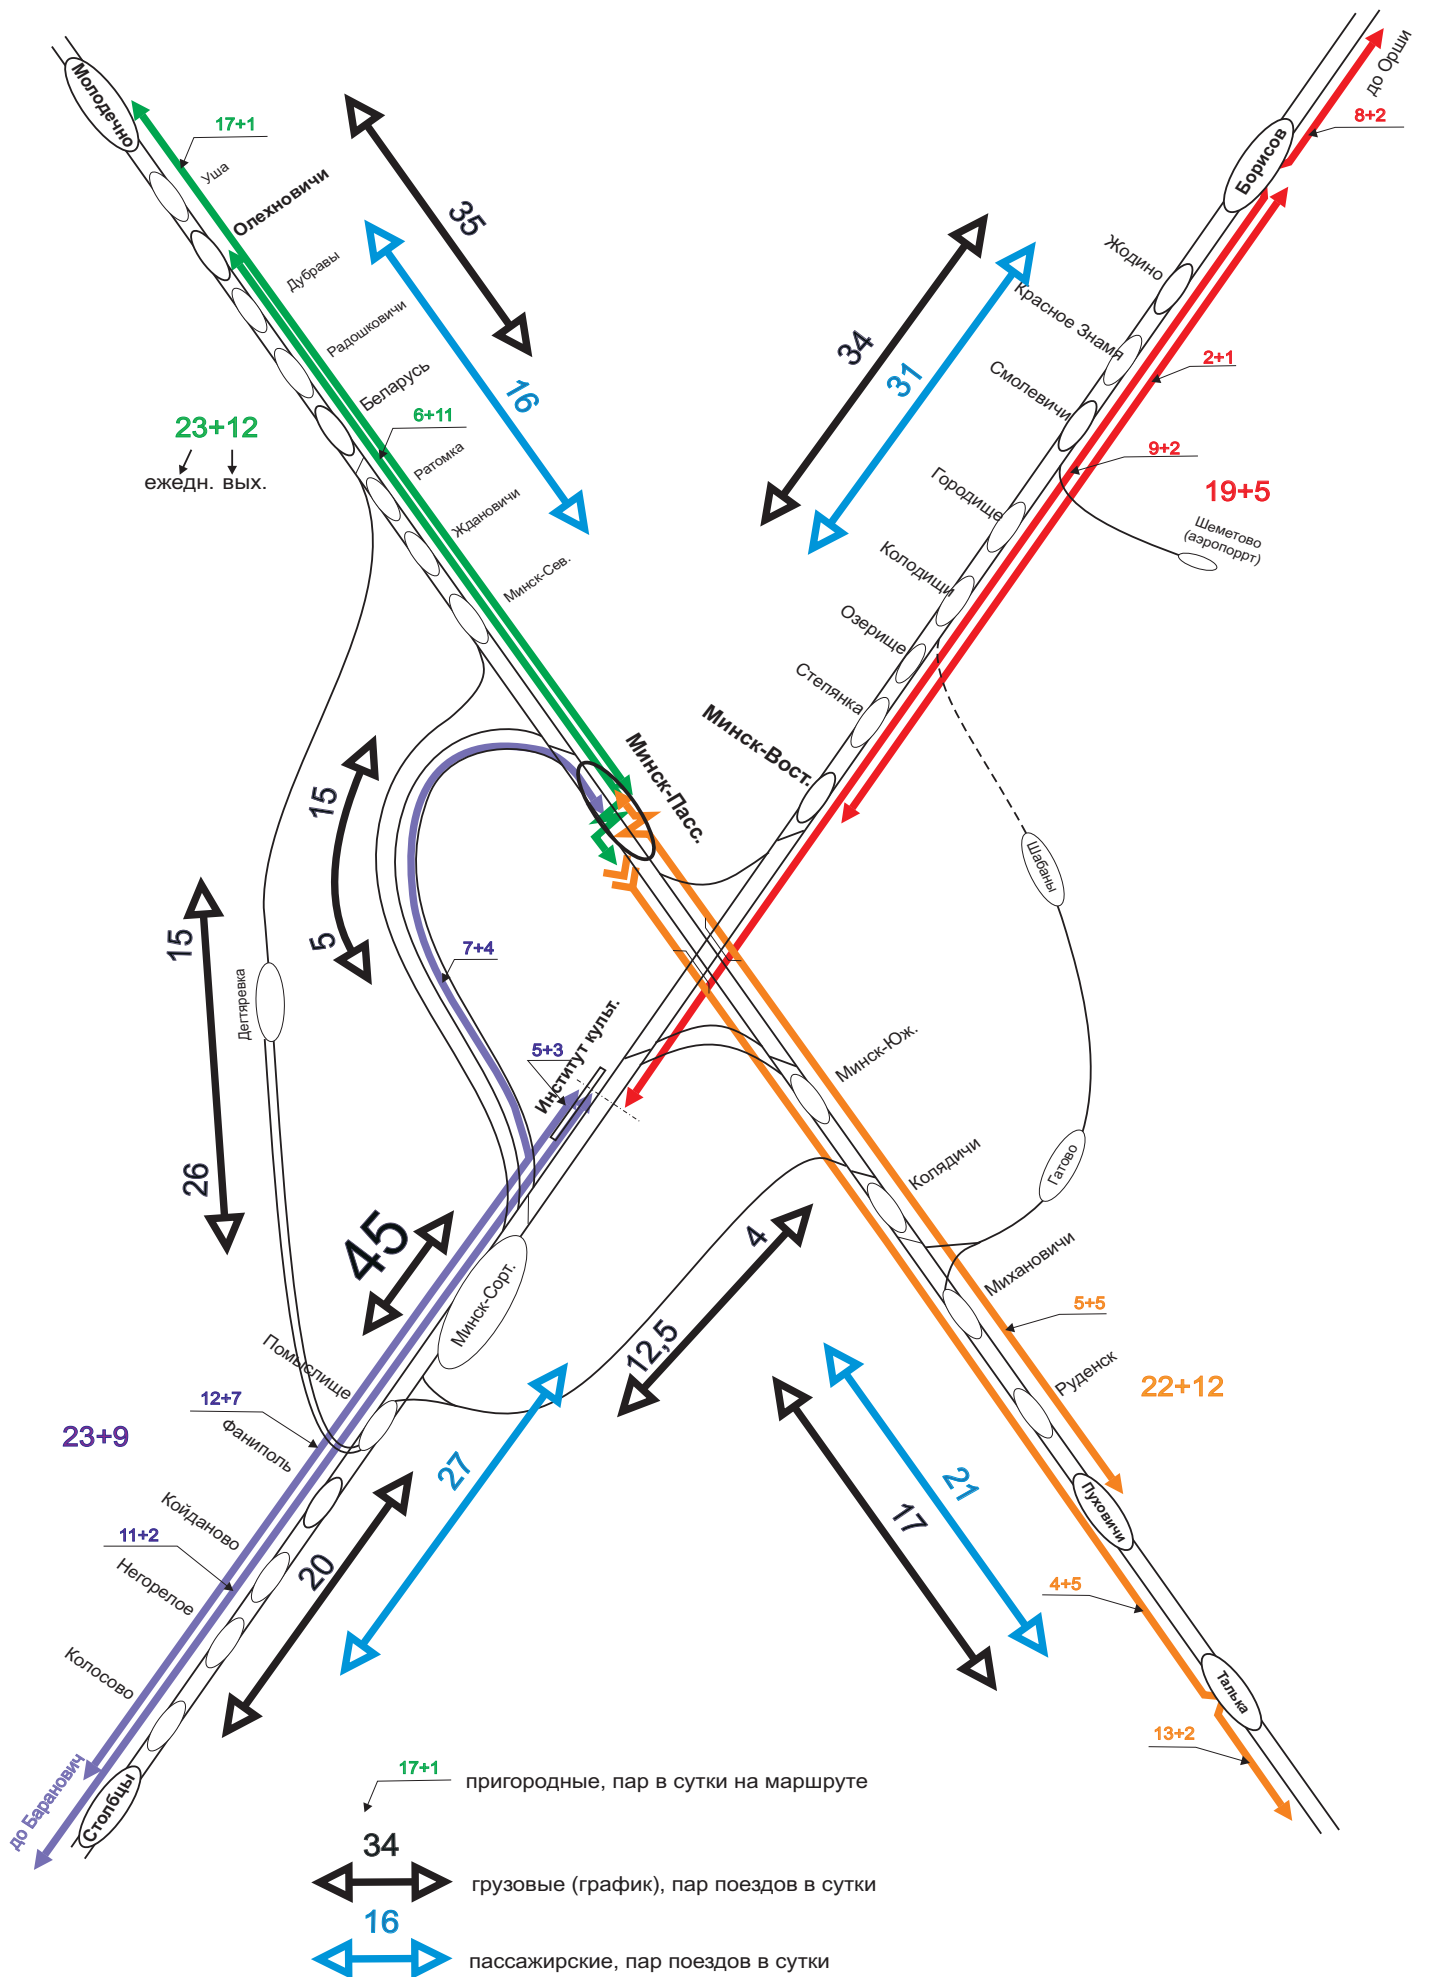 Молодечно
17+1
Уша
Олехновичи
Дубравы
Радошковичи
Беларусь
6+11
Ратомка
Ждановичи
Минск-Сев.
23+12
ежедн. вых.
35
16
до Орши
8+2
Борисов
Жодино
Красное Знамя
Смолевичи
Городище
Колодищи
Озерище
Степянка
Минск-Вост.
34
31
2+1
9+2
19+5
Шеметово
(аэропоррт)
Минск-Пасс.
Шабаны
15
5
15
26
Дегтяревка
7+4
5+3
Институт культ.
Минск-Юж.
Колядичи
Гатово
Михановичи
5+5
Руденск
22+12
45
Минск-Сорт.
4
12,5
Помыслище
12+7
23+9
Фаниполь
Койданово
11+2
Негорелое
Колосово
до Баранович
Столбцы
27
20
21
17
Пуховичи
4+5
Талька
13+2
17+1
пригородные, пар в сутки на маршруте
34
грузовые (график), пар поездов в сутки
16
пассажирские, пар поездов в сутки